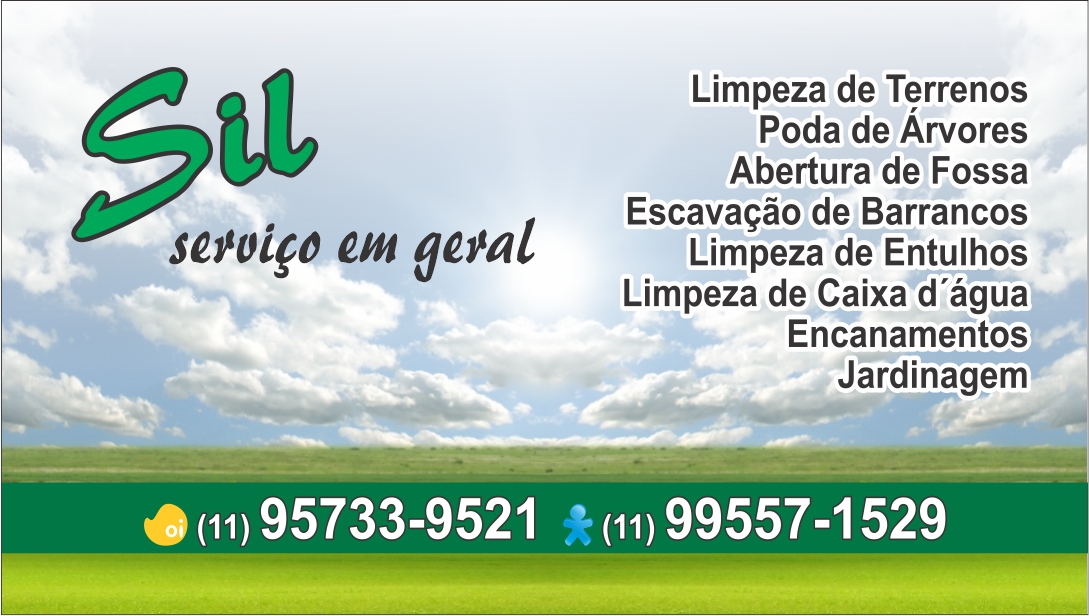 Sil
serviço em geral
Limpeza de Terrenos
Poda de Árvores
Abertura de Fossa
Escavação de Barrancos
Limpeza de Entulhos
Limpeza de Caixa d´água
Encanamentos
Jardinagem
oi (11) 95733-9521 (11) 99557-1529